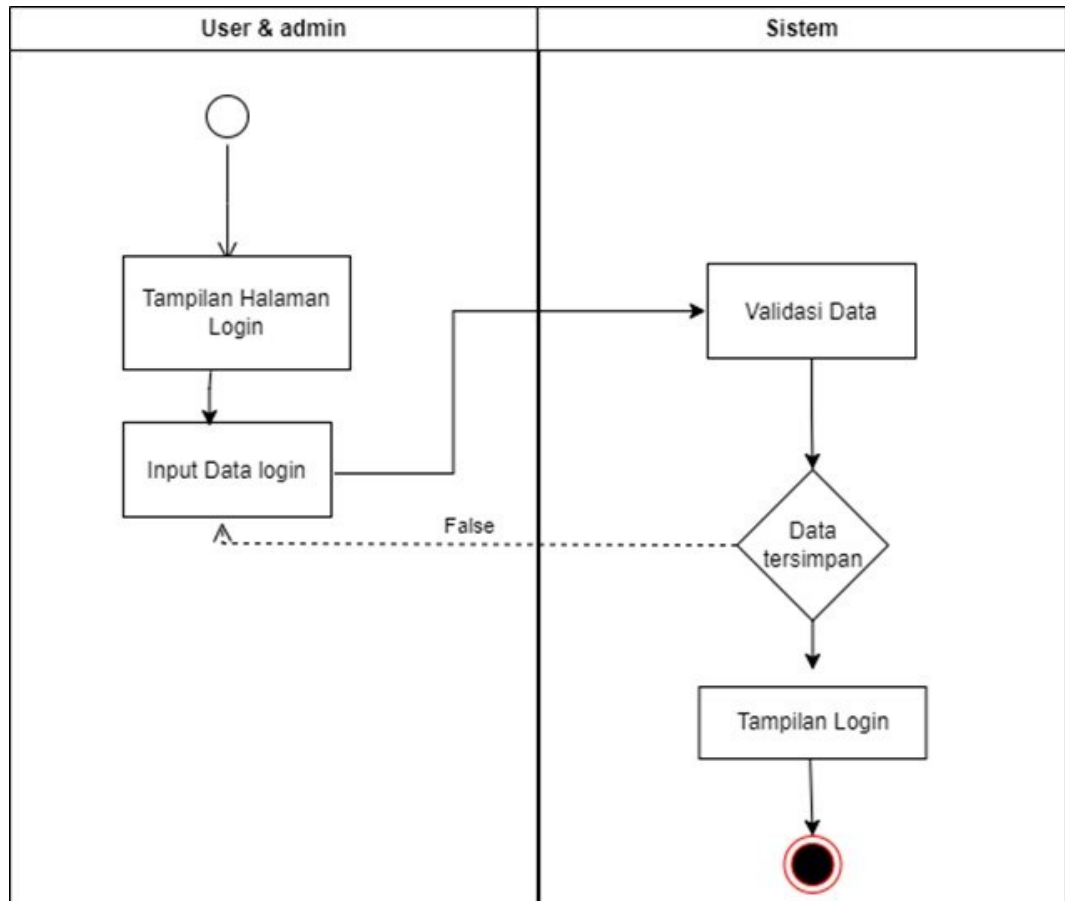 User & admin
Sistem
Tampilan Halaman
Login
Validasi Data
Input Data login
False
Data
tersimpan
Tampilan Login